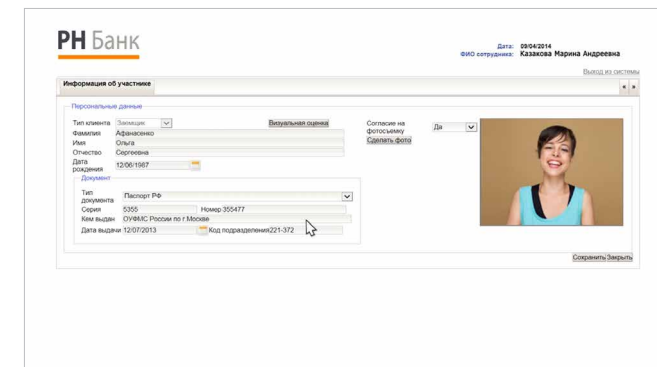 РН Банк
Дата: 09/04/2014
ФИО сотрудника: Казакова Марина Андреевна
Выход из системы
Информация об участнике
« »
Персональные данные
Тип клиента Заемщик Визуальная оценка Согласие на фотосъемку Да
Фамилия Афанасенко Сделать фото
Имя Ольга
Отчество Сергеевна
Дата рождения 12/06/1987
Документ
Тип документа Паспорт РФ
Серия 5355 Номер 355477
Кем выдан ОУФМС России по г Москве
Дата выдачи 12/07/2013 Код подразделения 221-372
Сохранить Закрыть